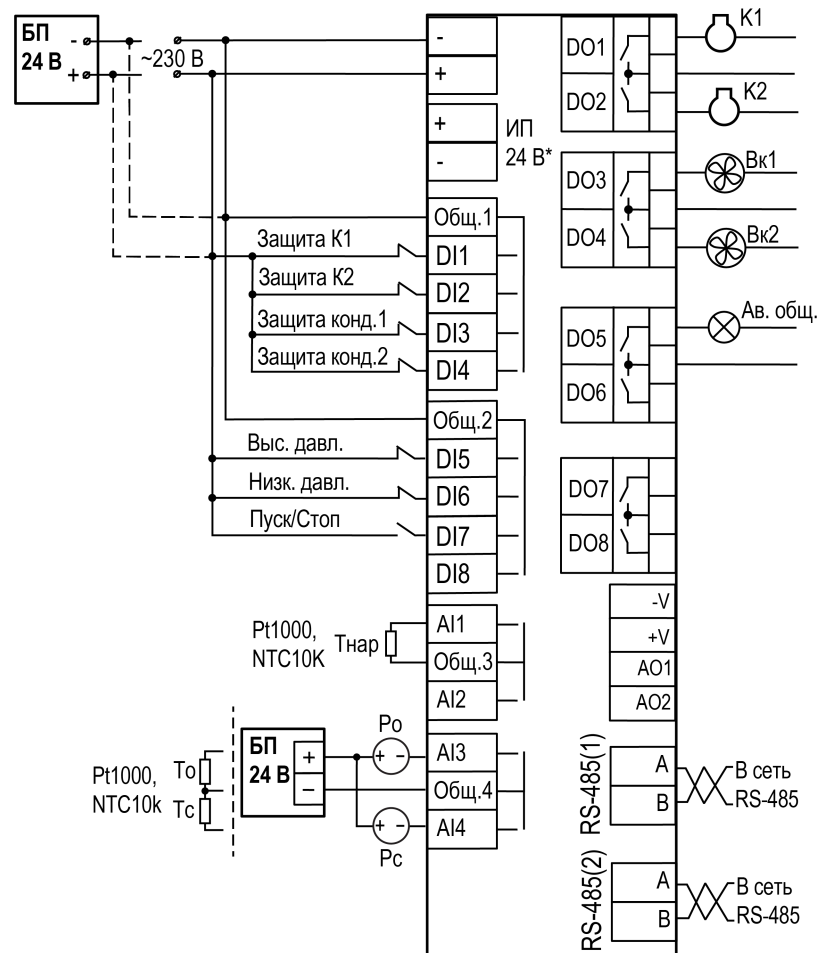 БП
24 В
-
+
~230 В
-
+
+
-
ИП
24 В*
Общ.1
Защита К1
DI1
Защита К2
DI2
Защита конд.1
DI3
Защита конд.2
DI4
Общ.2
Выс. давл.
DI5
Низк. давл.
DI6
Пуск/Стоп
DI7
DI8
Pt1000,
NTC10K
Тнар
AI1
Общ.3
AI2
Pt1000,
NTC10k
То
Тс
БП
24 В
+
–
Ро
+ -
AI3
Общ.4
+ -
AI4
Рс
DO1
К1
DO2
К2
DO3
Вк1
DO4
Вк2
DO5
Ав. общ.
DO6
DO7
DO8
-V
+V
AO1
AO2
RS-485(1)
A
B
В сеть
RS-485
RS-485(2)
A
B
В сеть
RS-485